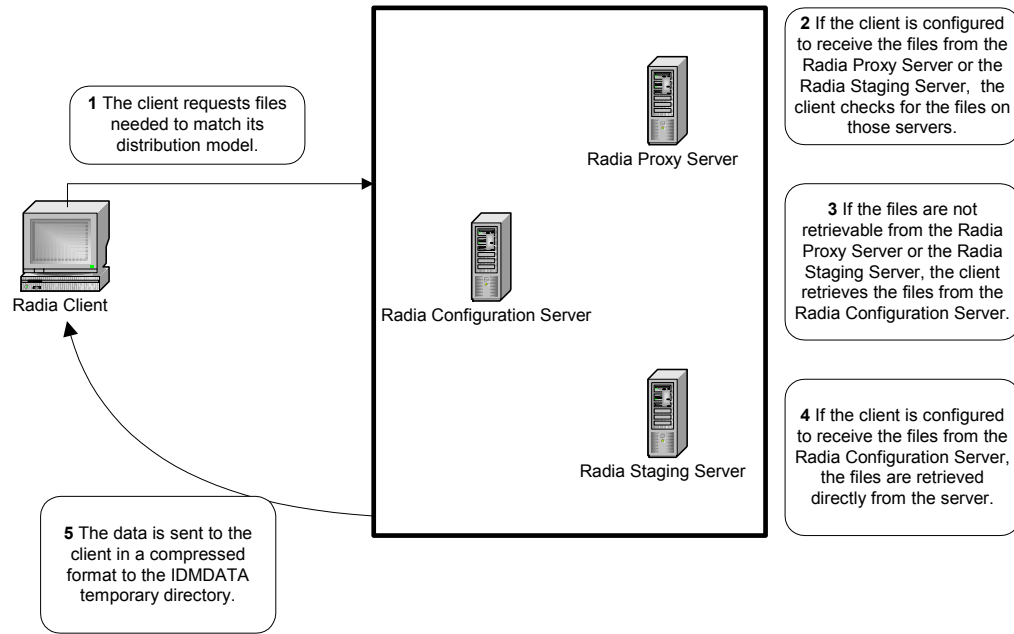 1 The client requests files
needed to match its
distribution model.
Radia Client
Radia Proxy Server
Radia Configuration Server
Radia Staging Server
2 If the client is configured
to receive the files from the
Radia Proxy Server or the
Radia Staging Server, the
client checks for the files on
those servers.
3 If the files are not
retrievable from the Radia
Proxy Server or the Radia
Staging Server, the client
retrieves the files from the
Radia Configuration Server.
4 If the client is configured
to receive the files from the
Radia Configuration Server,
the files are retrieved
directly from the server.
5 The data is sent to the
client in a compressed
format to the IDMDATA
temporary directory.